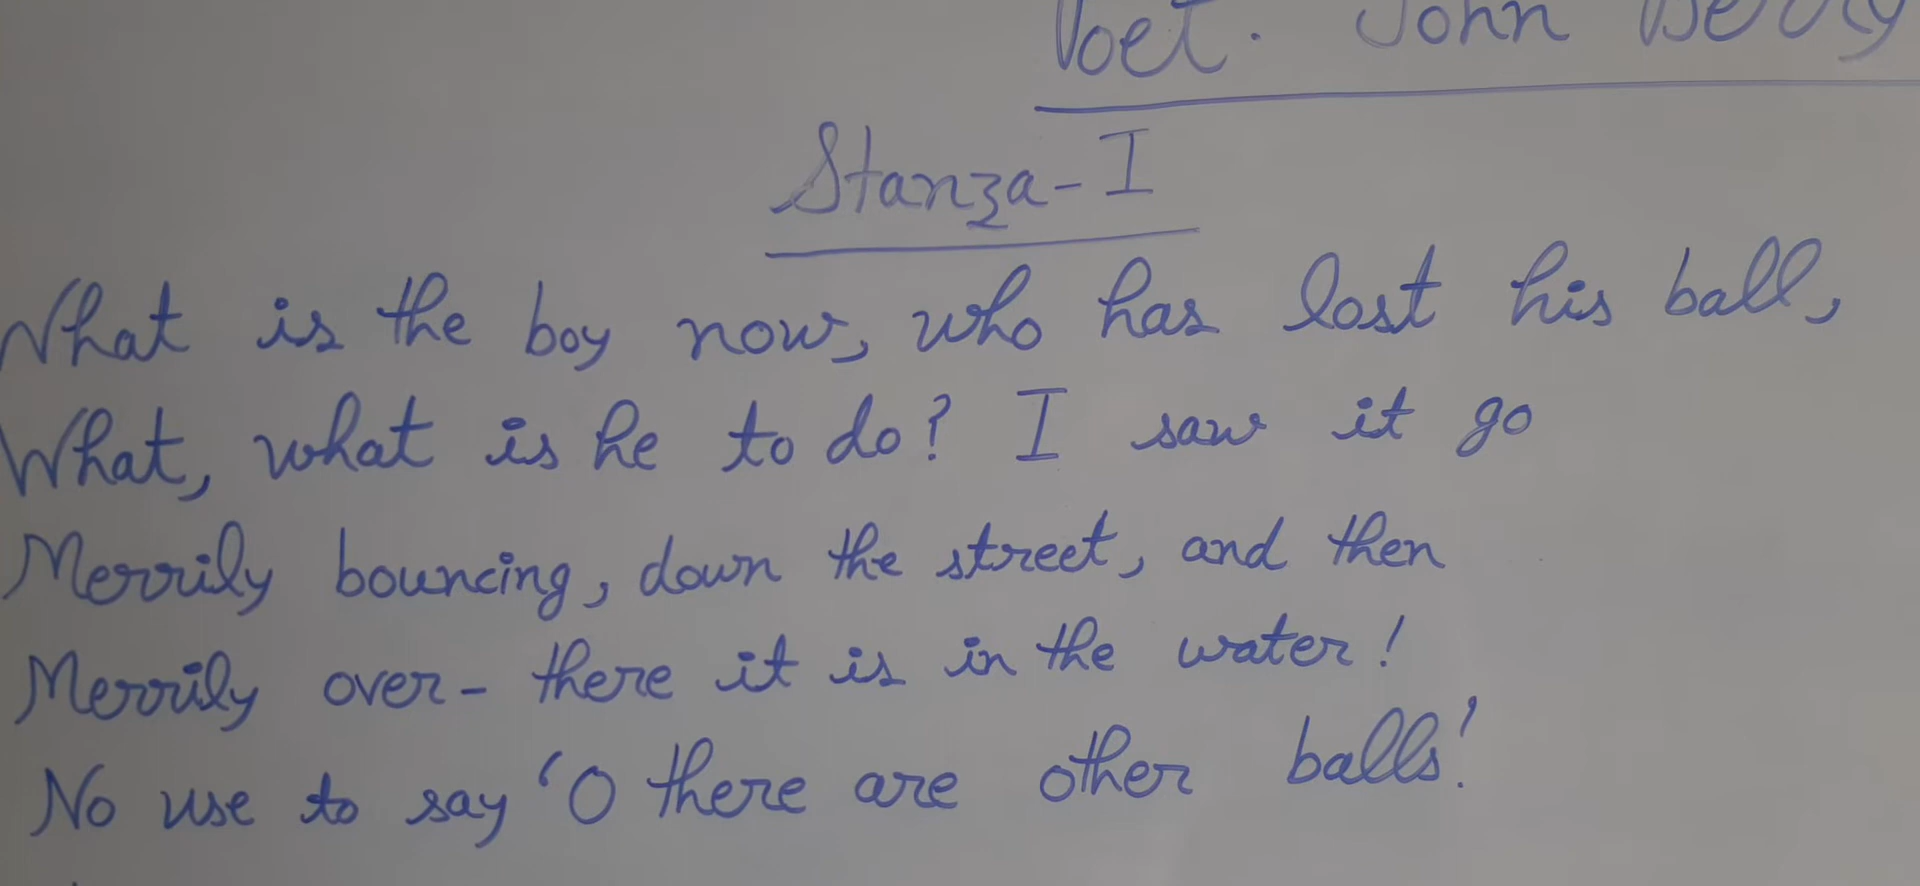 Poet. John
Stanza-I
What is the boy now, who has lost his ball,
What, what is he to do? I saw it go
Merrily bouncing, down the street, and then
Merrily over- there it is in the water!
No use to say 'O there are other balls!'